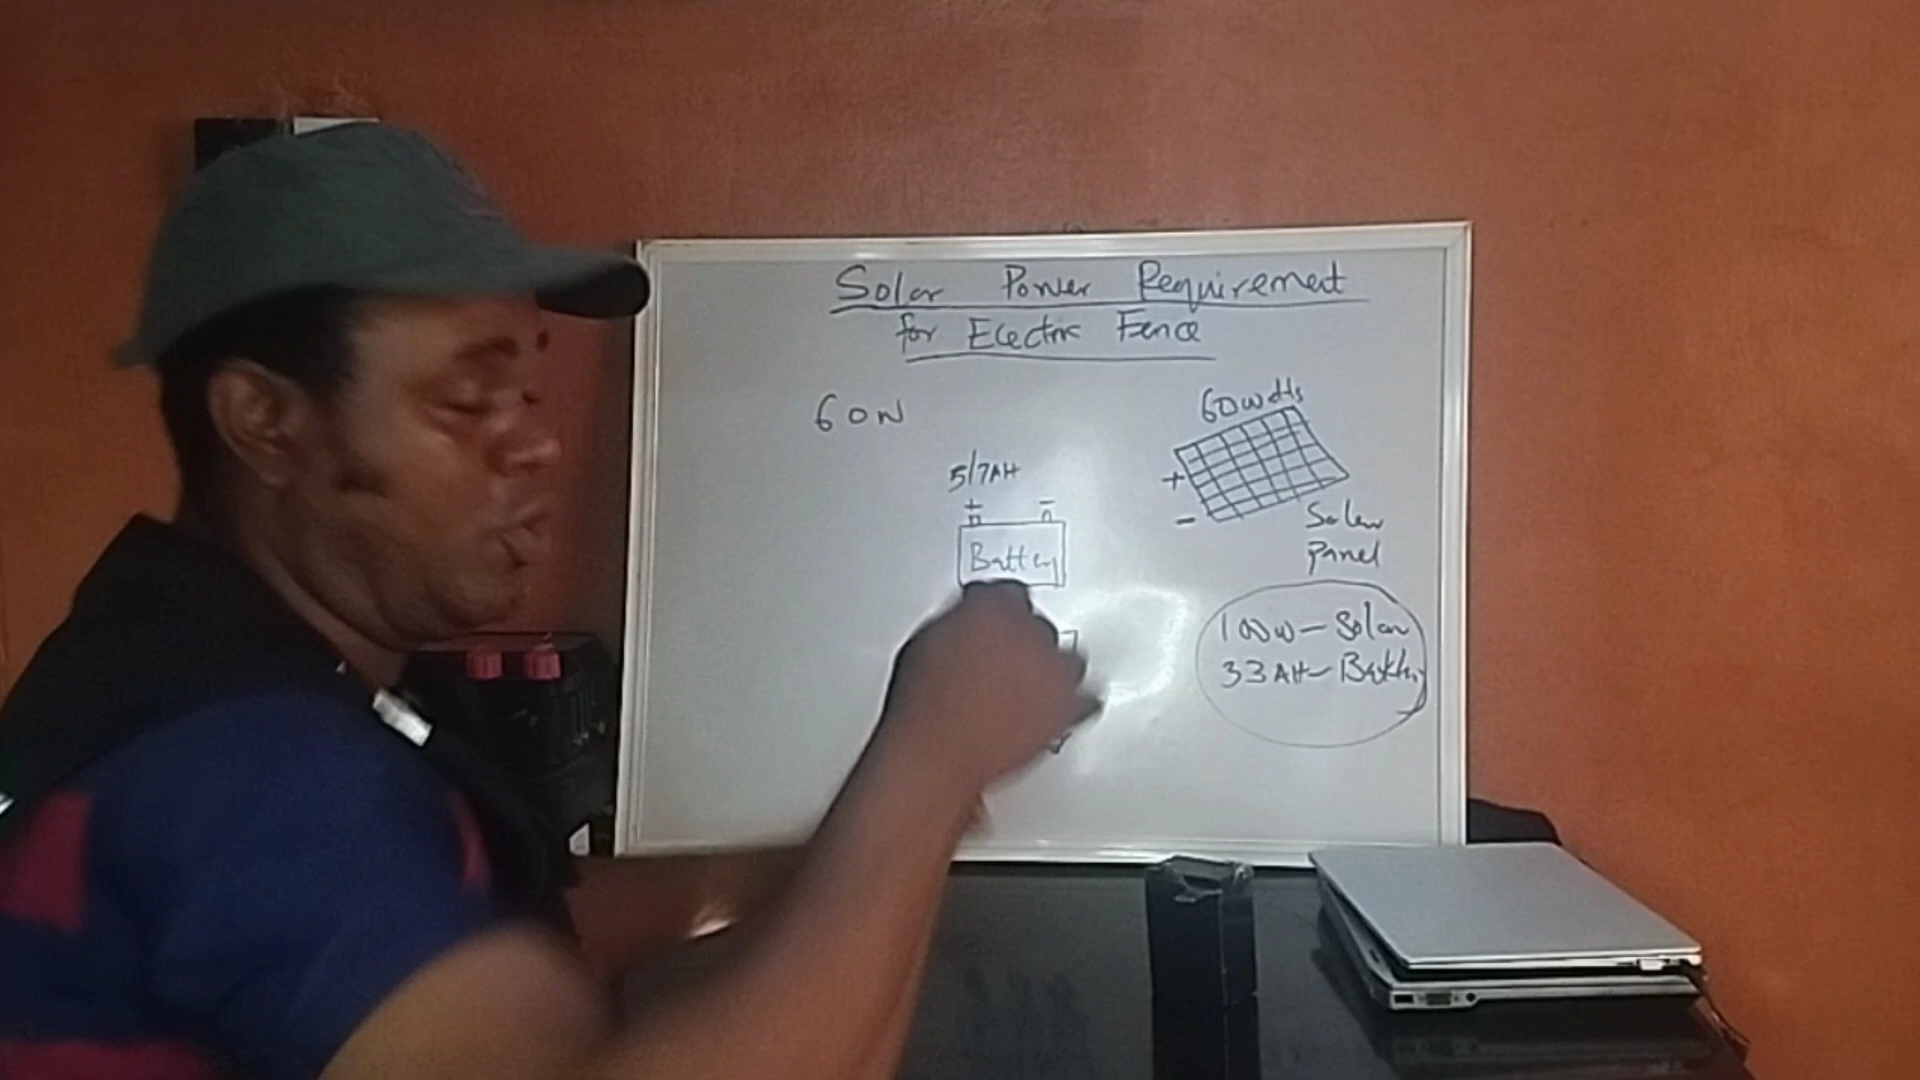 Solar Power Requirement
for Electric Fence
60W
60watts
5/7AH
+ -
Battery
+
-
Solar
Panel
100W - Solar
33AH - Battery